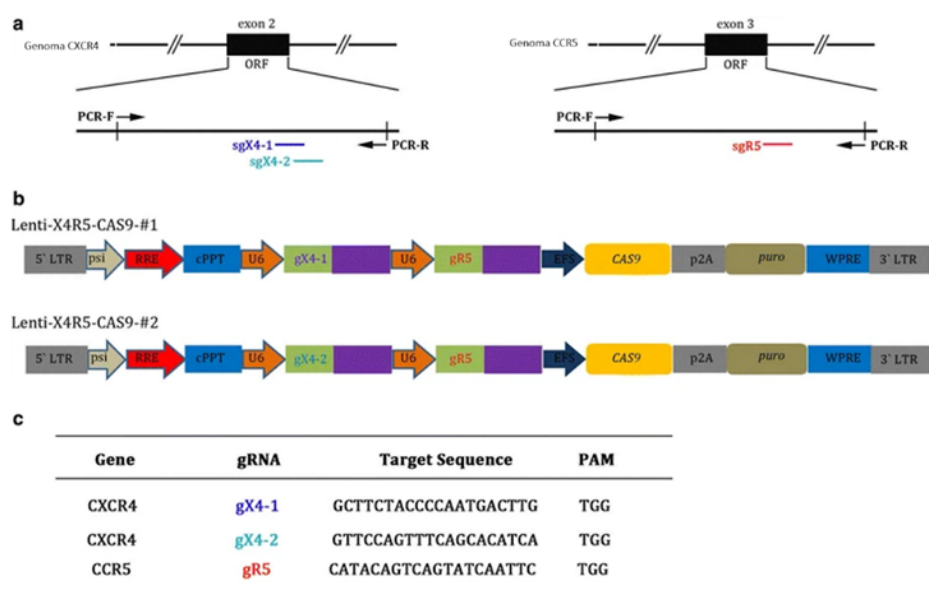 a
exon 2
Genoma CXCR4
ORF
PCR-F
sgX4-1
sgX4-2
PCR-R
exon 3
Genoma CCR5
ORF
PCR-F
sgR5
PCR-R
b
Lenti-X4R5-CAS9-#1
5` LTR psi RRE cPPT U6 gX4-1 U6 gR5 EFS CAS9 p2A puro WPRE 3` LTR
Lenti-X4R5-CAS9-#2
5` LTR psi RRE cPPT U6 gX4-2 U6 gR5 EFS CAS9 p2A puro WPRE 3` LTR
c
Gene gRNA Target Sequence PAM
CXCR4 gX4-1 GCTTCTACCCCAATGACTTG TGG
CXCR4 gX4-2 GTTCCAGTTTCAGCACATCA TGG
CCR5 gR5 CATACAGTCAGTATCAATTC TGG